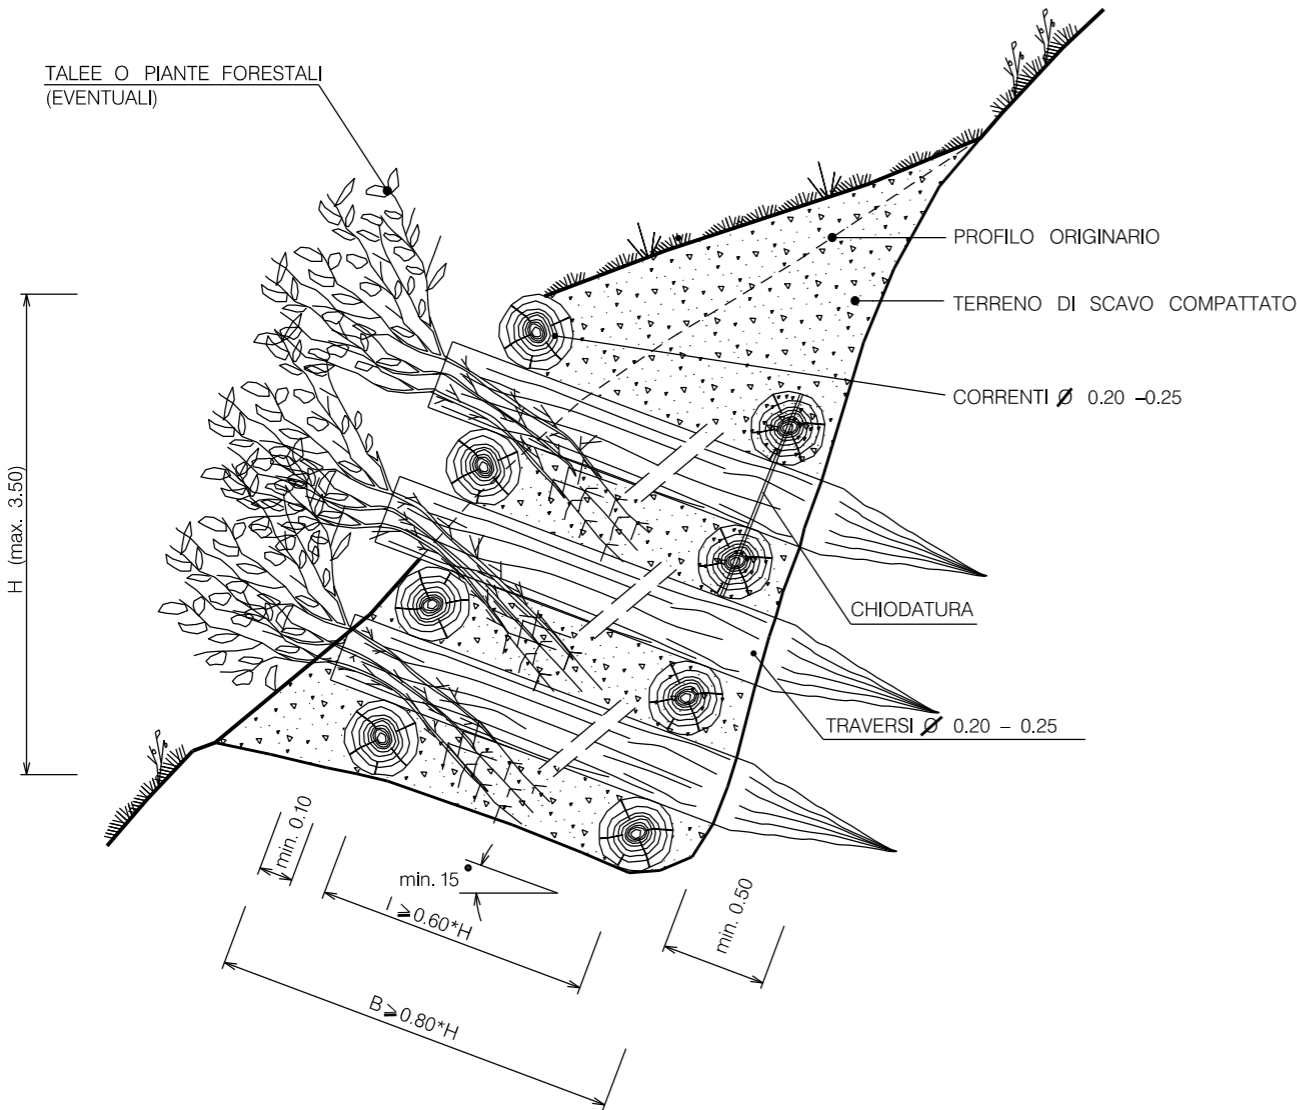 TALEE O PIANTE FORESTALI
(EVENTUALI)
PROFILO ORIGINARIO
TERRENO DI SCAVO COMPATTATO
CORRENTI Ø 0.20 -0.25
H (max. 3.50)
CHIODATURA
TRAVERSI Ø 0.20 - 0.25
min. 0.10
min. 15°
I ≥0.60*H
min. 0.50
B≥0.80*H